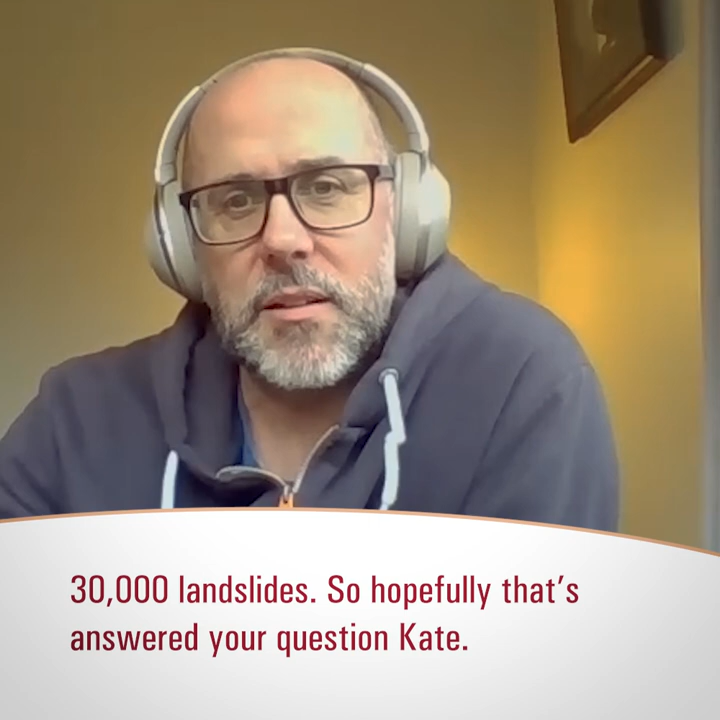 30,000 landslides. So hopefully that's
answered your question Kate.